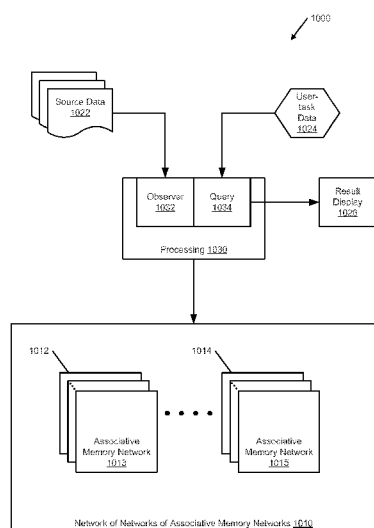 1000
Source Data
1022
User-
task
Data
1024
Observer
1032
Query
1034
Result
Display
1028
Processing 1030
1012
1014
Associative
Memory Network
1013
Associative
Memory Network
1015
Network of Networks of Associative Memory Networks 1010